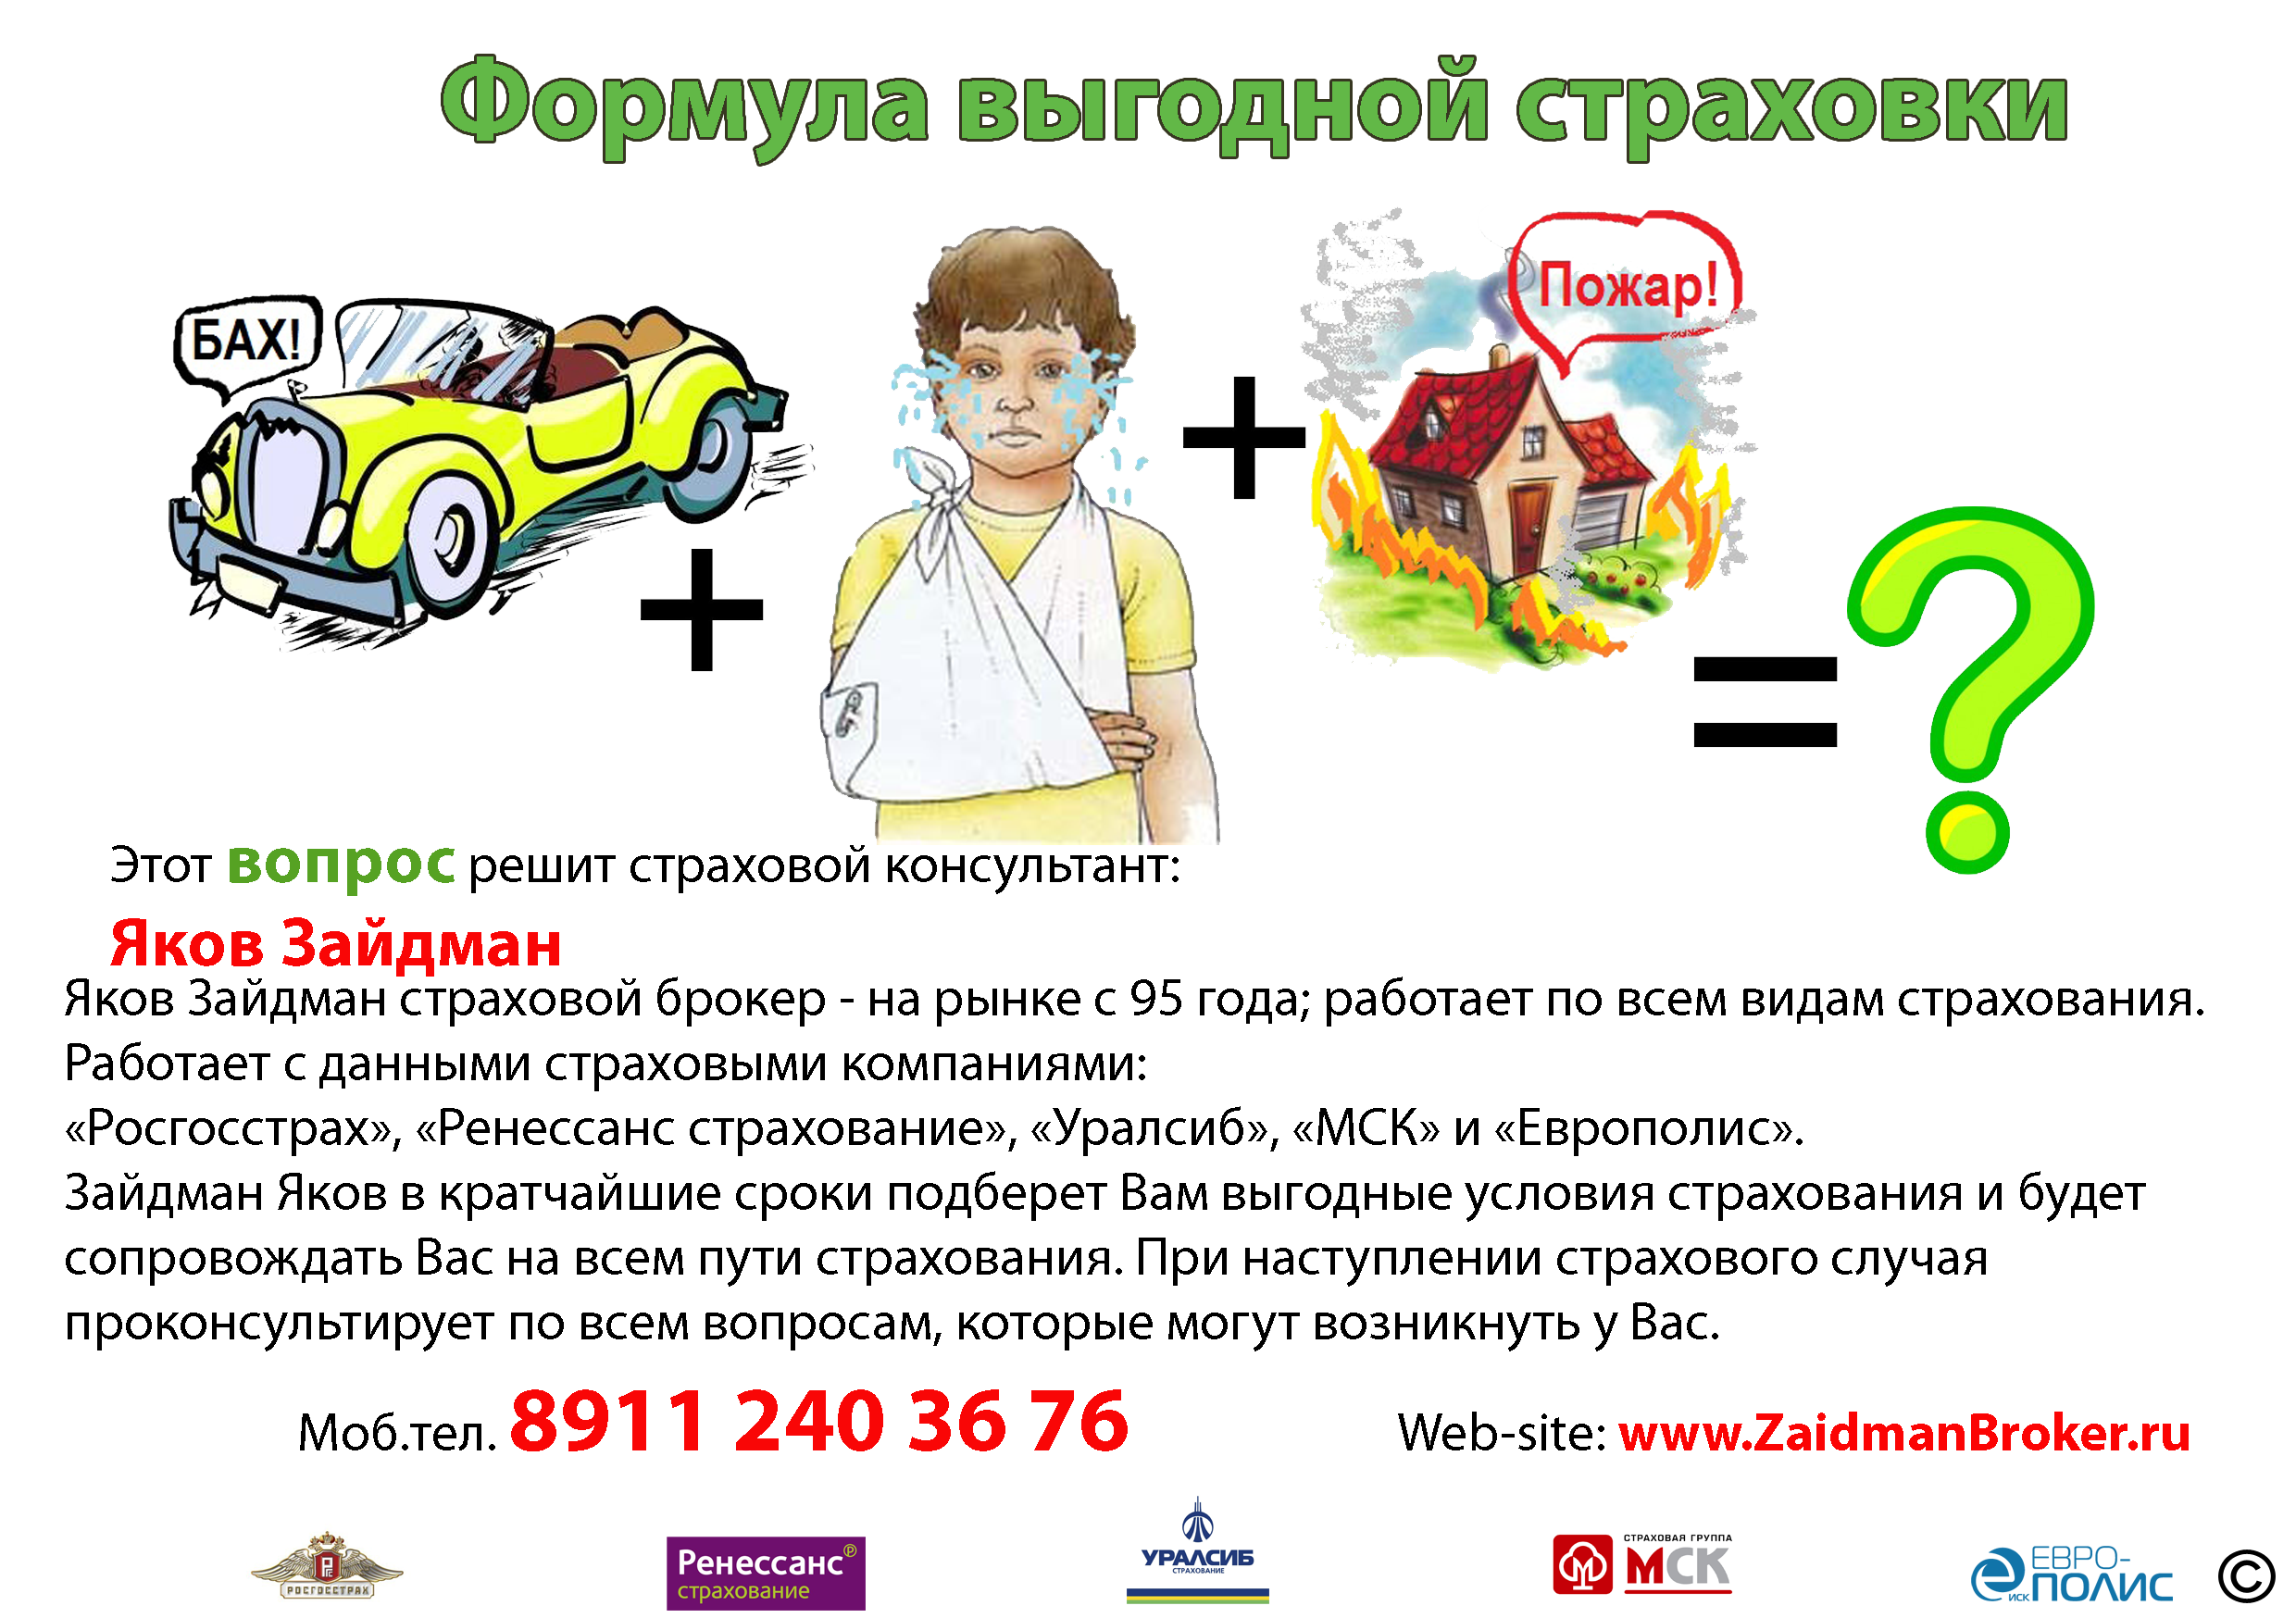 Формула выгодной страховки
БАХ!
Пожар!
+
+
=?
Этот вопрос решит страховой консультант:
Яков Зайдман
Яков Зайдман страховой брокер - на рынке с 95 года; работает по всем видам страхования.
Работает с данными страховыми компаниями:
«Росгосстрах», «Ренессанс страхование», «Уралсиб», «МСК» и «Европолис».
Зайдман Яков в кратчайшие сроки подберет Вам выгодные условия страхования и будет
сопровождать Вас на всем пути страхования. При наступлении страхового случая
проконсультирует по всем вопросам, которые могут возникнуть у Вас.
Моб.тел. 8911 240 36 76
Web-site: www.ZaidmanBroker.ru
РГС
РОСГОССТРАХ
Ренессанс ®
страхование
УРАЛСИБ
СТРАХОВАНИЕ
СТРАХОВАЯ ГРУППА
МСК
ЕВРО-
ПОЛИС
ИСК
©